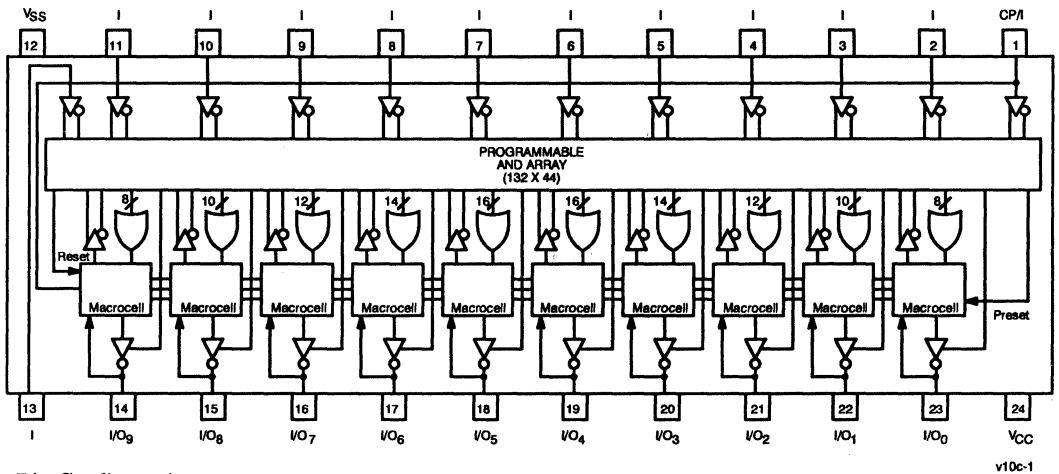 VSS I I I I I I I I I I CP/I
12 11 10 9 8 7 6 5 4 3 2 1
PROGRAMMABLE
AND ARRAY
(132 X 44)
8 10 12 14 16 16 14 12 10 8
Reset
Macrocell Macrocell Macrocell Macrocell Macrocell Macrocell Macrocell Macrocell Macrocell Macrocell
Preset
13 14 15 16 17 18 19 20 21 22 23 24
I I/O9 I/O8 I/O7 I/O6 I/O5 I/O4 I/O3 I/O2 I/O1 I/O0 VCC
v10c-1